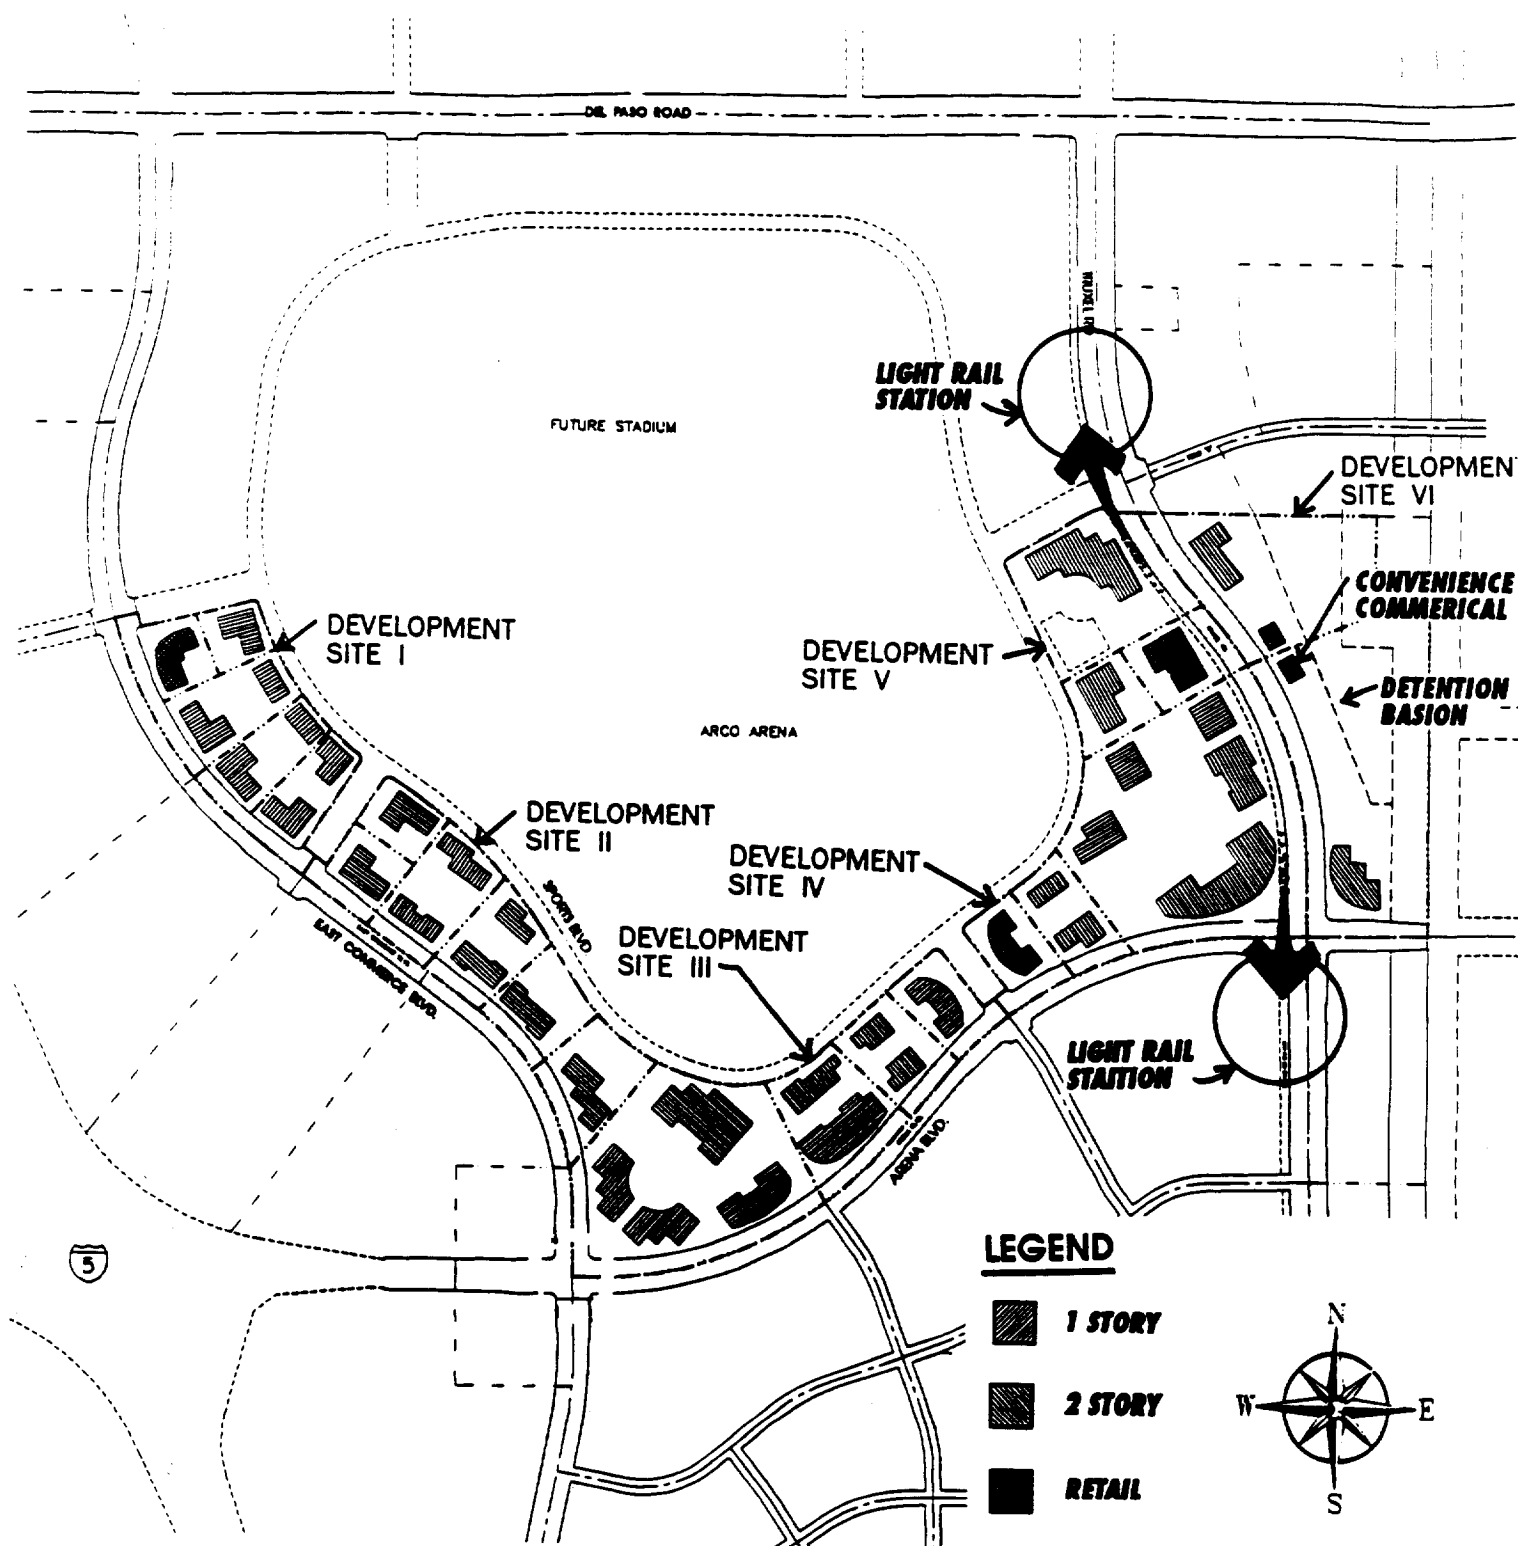 DEL PASO ROAD
LIGHT RAIL
STATION
FUTURE STADIUM
DEVELOPMEN
SITE VI
CONVENIENCE
COMMERICAL
DEVELOPMENT
SITE I
DEVELOPMENT
SITE V
DETENTION
BASION
ARCO ARENA
DEVELOPMENT
SITE II
DEVELOPMENT
SITE IV
SPORTS BLVD
DEVELOPMENT
SITE III
EAST COMMERCE BLVD.
LIGHT RAIL
STAITION
ARENA BLVD.
5
LEGEND
1 STORY
2 STORY
RETAIL
N
W
E
S